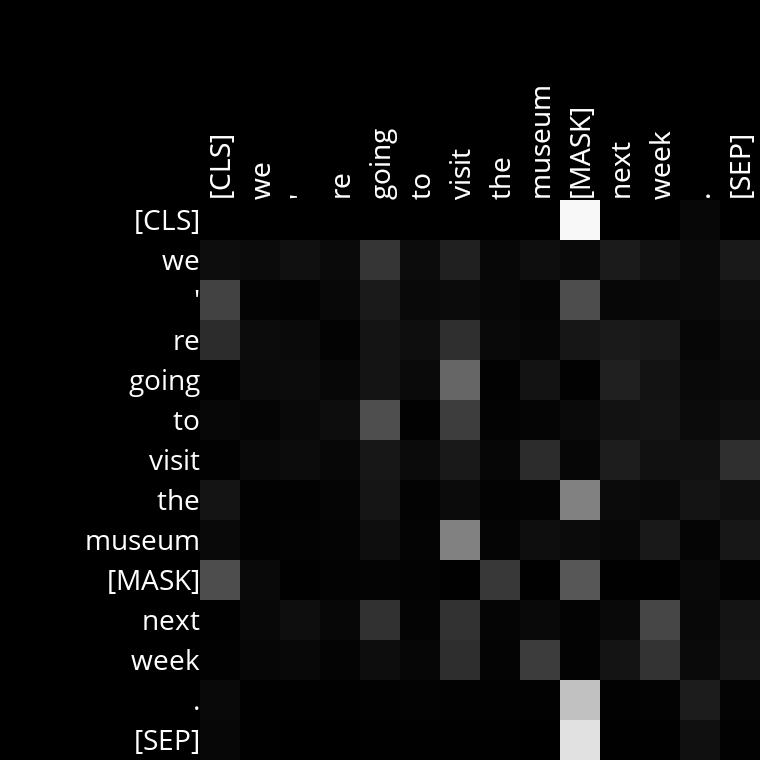 [CLS] we ' re going to visit the museum [MASK] next week . [SEP]
[CLS]
we
'
re
going
to
visit
the
museum
[MASK]
next
week
.
[SEP]